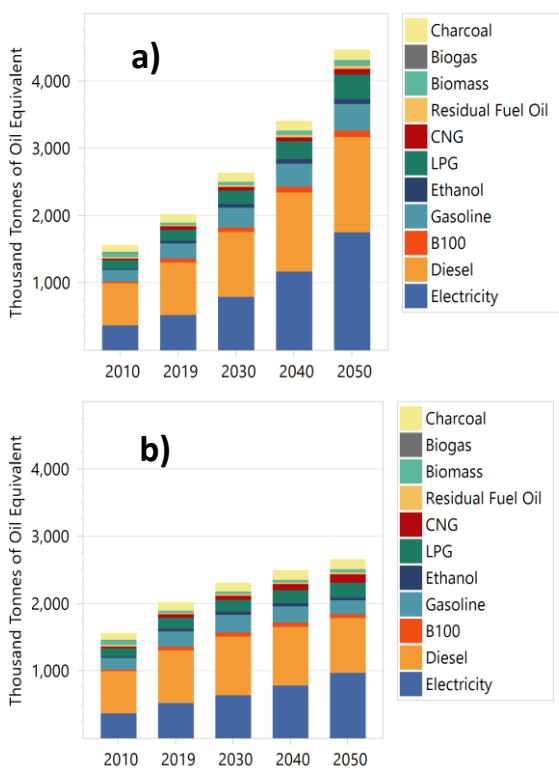 a)
Thousand Tonnes of Oil Equivalent
4,000
3,000
2,000
1,000
2010 2019 2030 2040 2050
Charcoal
Biogas
Biomass
Residual Fuel Oil
CNG
LPG
Ethanol
Gasoline
B100
Diesel
Electricity
b)
Thousand Tonnes of Oil Equivalent
4,000
3,000
2,000
1,000
2010 2019 2030 2040 2050
Charcoal
Biogas
Biomass
Residual Fuel Oil
CNG
LPG
Ethanol
Gasoline
B100
Diesel
Electricity